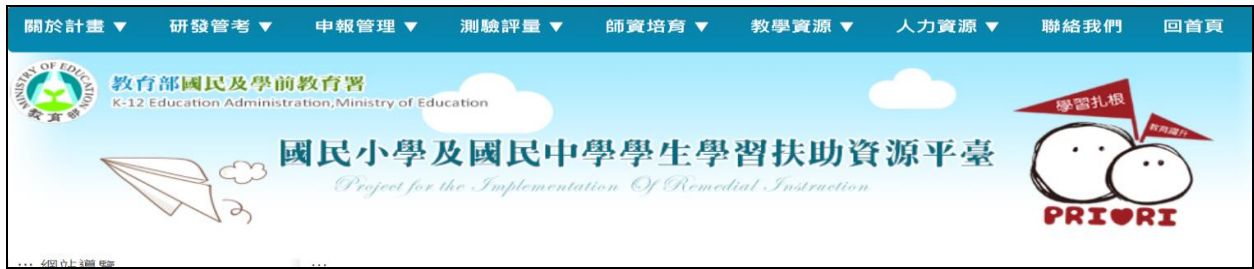 關於計畫 ▼ 研發管考 ▼ 申報管理 ▼ 測驗評量 ▼ 師資培育 ▼ 教學資源 ▼ 人力資源 ▼ 聯絡我們 回首頁
MINISTRY OF EDUCATION
教育部
教育部國民及學前教育署
K-12 Education Administration,Ministry of Education
學習扎根
教育躍升
國民小學及國民中學學生學習扶助資源平臺
Project for the Implementation Of Remedial Instruction
PRIORI
::: 網站導覽
:::